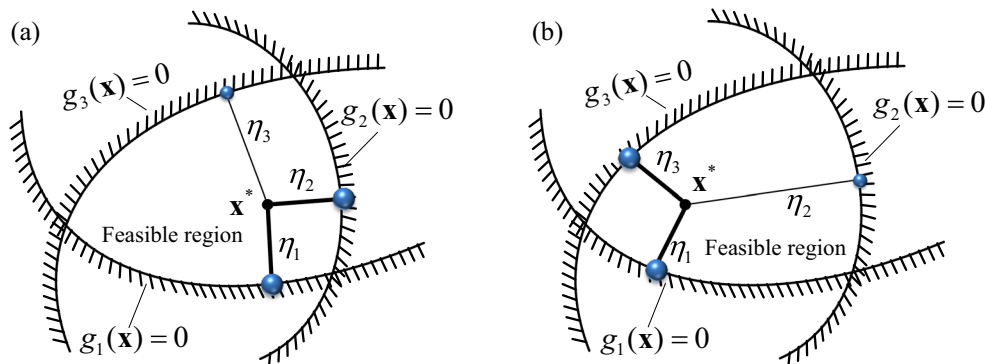 (a)
g₃(𝐱) = 0
g₂(𝐱) = 0
η₃
η₂
𝐱*
Feasible region
η₁
g₁(𝐱) = 0
(b)
g₃(𝐱) = 0
g₂(𝐱) = 0
η₃
𝐱*
η₂
η₁
Feasible region
g₁(𝐱) = 0